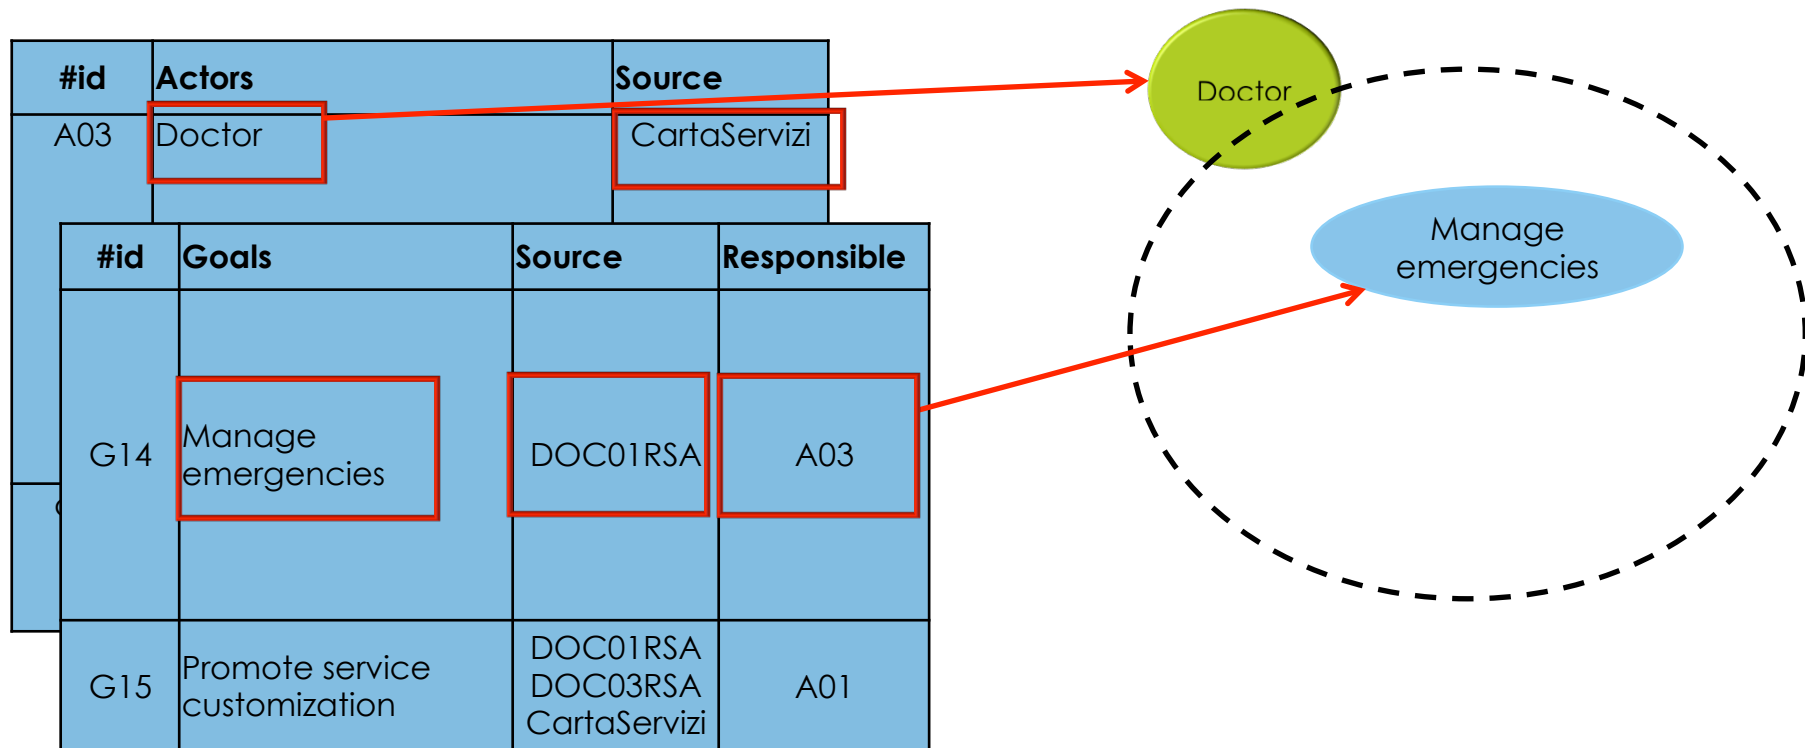 #id Actors Source
A03 Doctor CartaServizi
#id Goals Source Responsible
G14 Manage emergencies DOC01RSA A03
G15 Promote service customization DOC01RSA DOC03RSA CartaServizi A01
Doctor
Manage
emergencies